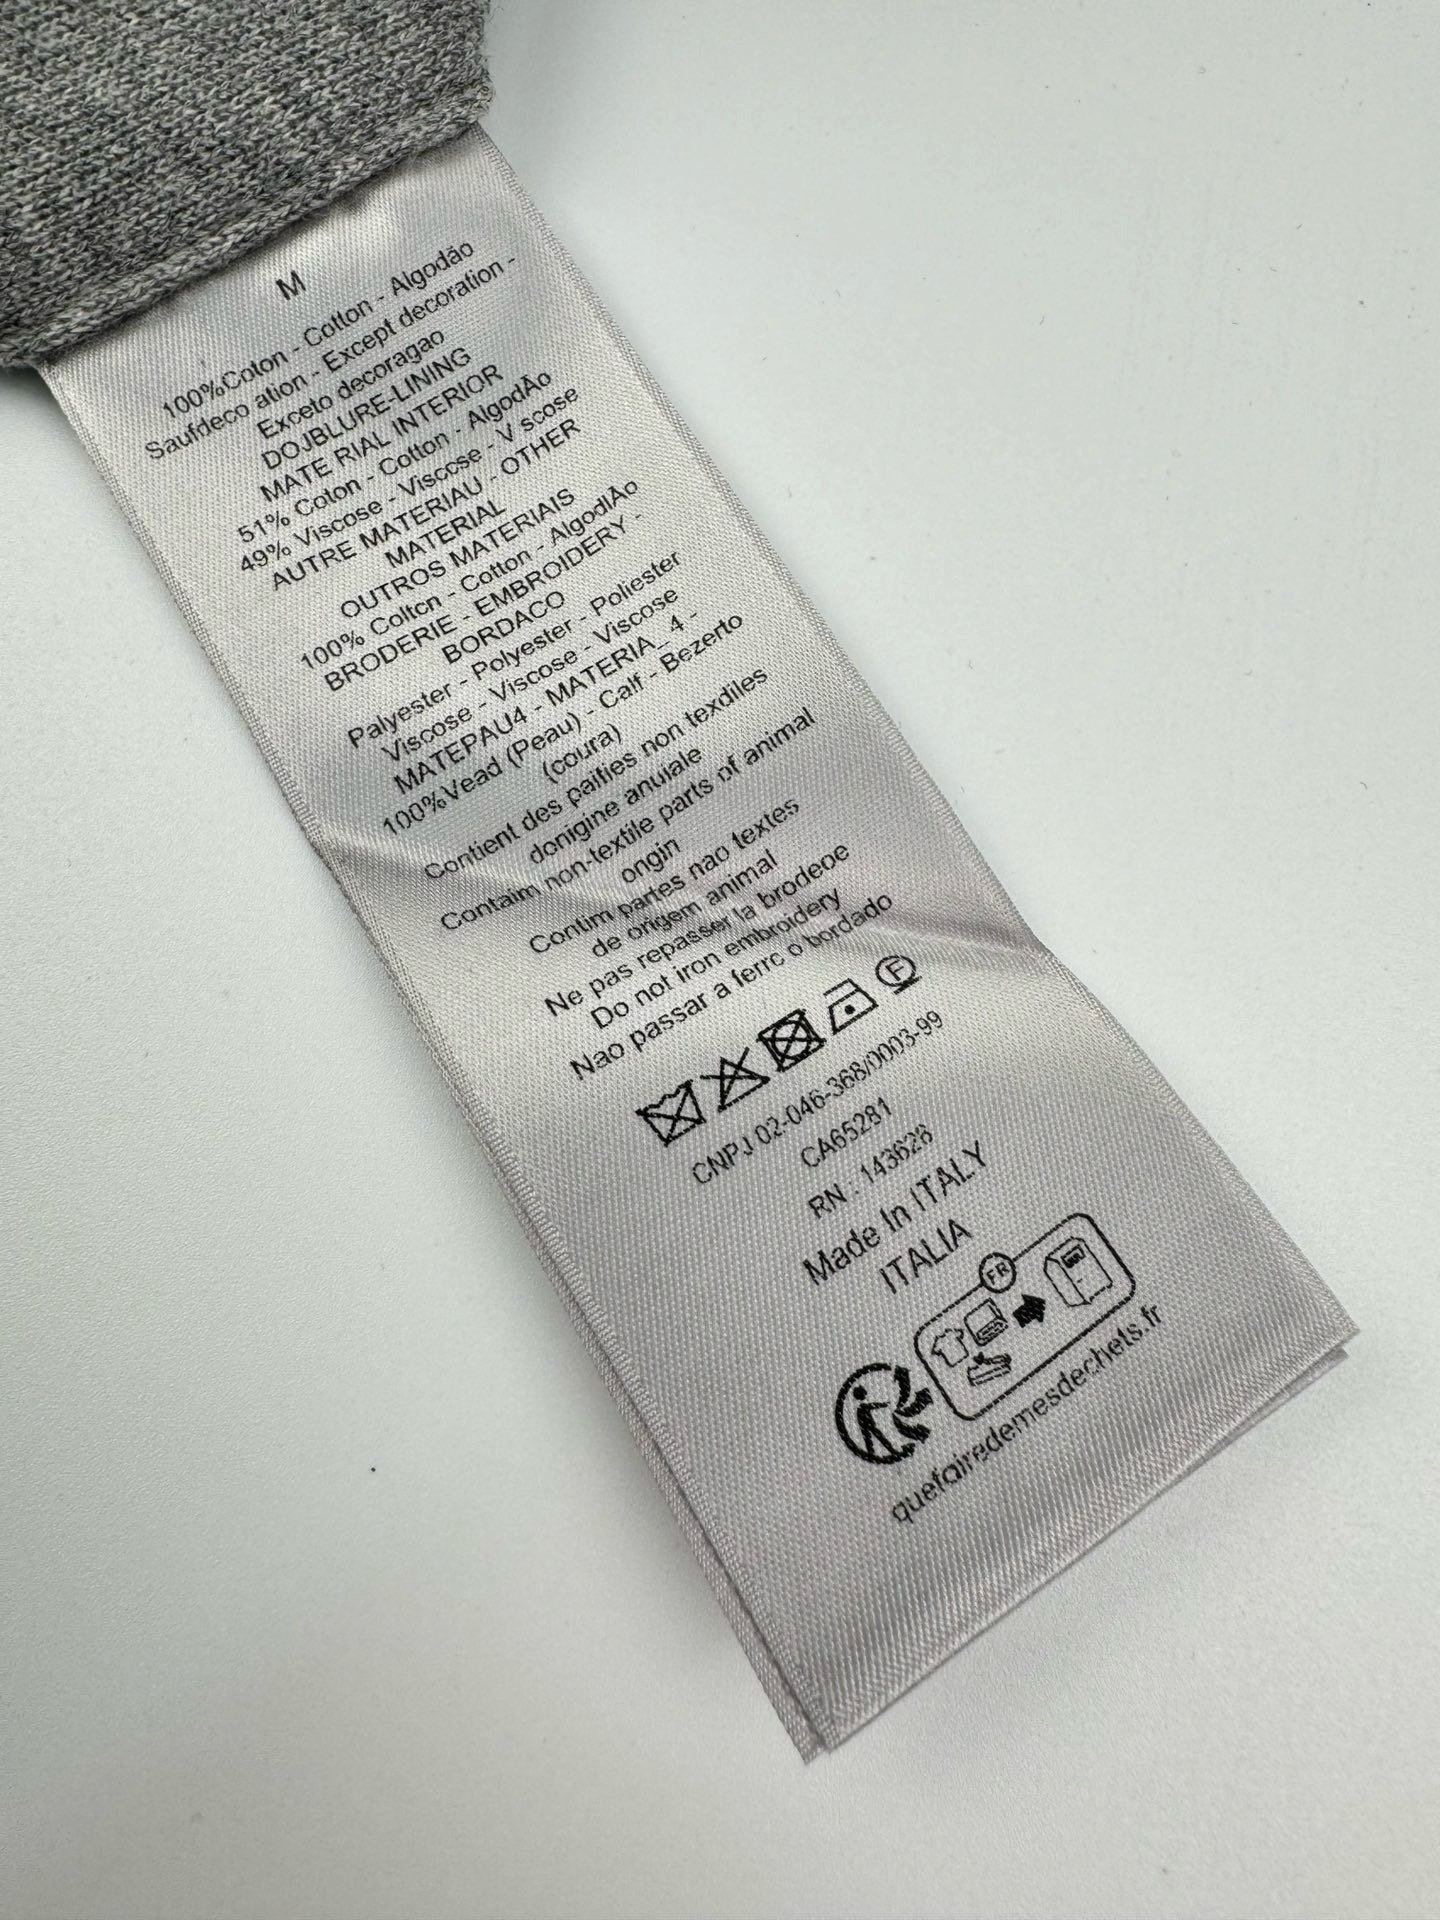 M
100%Coton - Cotton - Algodão
Saufdeco ation - Except decoration -
Exceto decoragao
DOJBLURE-LINING
MATE RIAL INTERIOR
51% Coton - Cotton - AlgodÃo
49% Viscose - Viscose - V scose
AUTRE MATERIAU - OTHER
MATERIAL
OUTROS MATERIAIS
100% Coltcn - Cotton - AlgodlÃo
BRODERIE - EMBROIDERY -
BORDACO
Palyester - Polyester - Poliester
Viscose - Viscose - Viscose
MATEPAU4 - MATERIA_ 4 -
100%Vead (Peau) - Calf - Bezerto
(coura)
Contient des paifies non texdiles
donigine anuiale
Contaim non-textile parts of animal
ongin
Contim partes nao textes
de origem animal
Ne pas repasser la brodeoe
Do not iron embroidery
Nao passar a ferrc o bordado
F
CNPJ 02-046-368/0003-99
CA65281
RN : 143628
Made In ITALY
ITALIA
FR
quefairedemesdechets.fr